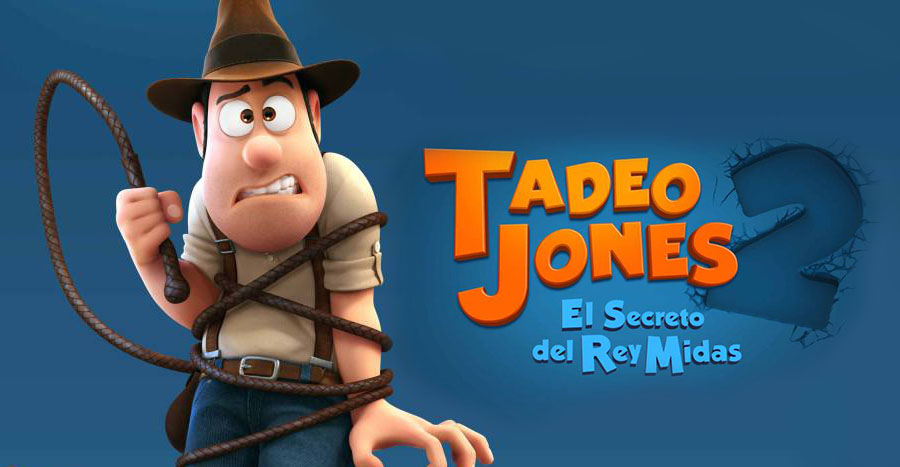 TADEO
JONES
2
El Secreto
del Rey Midas